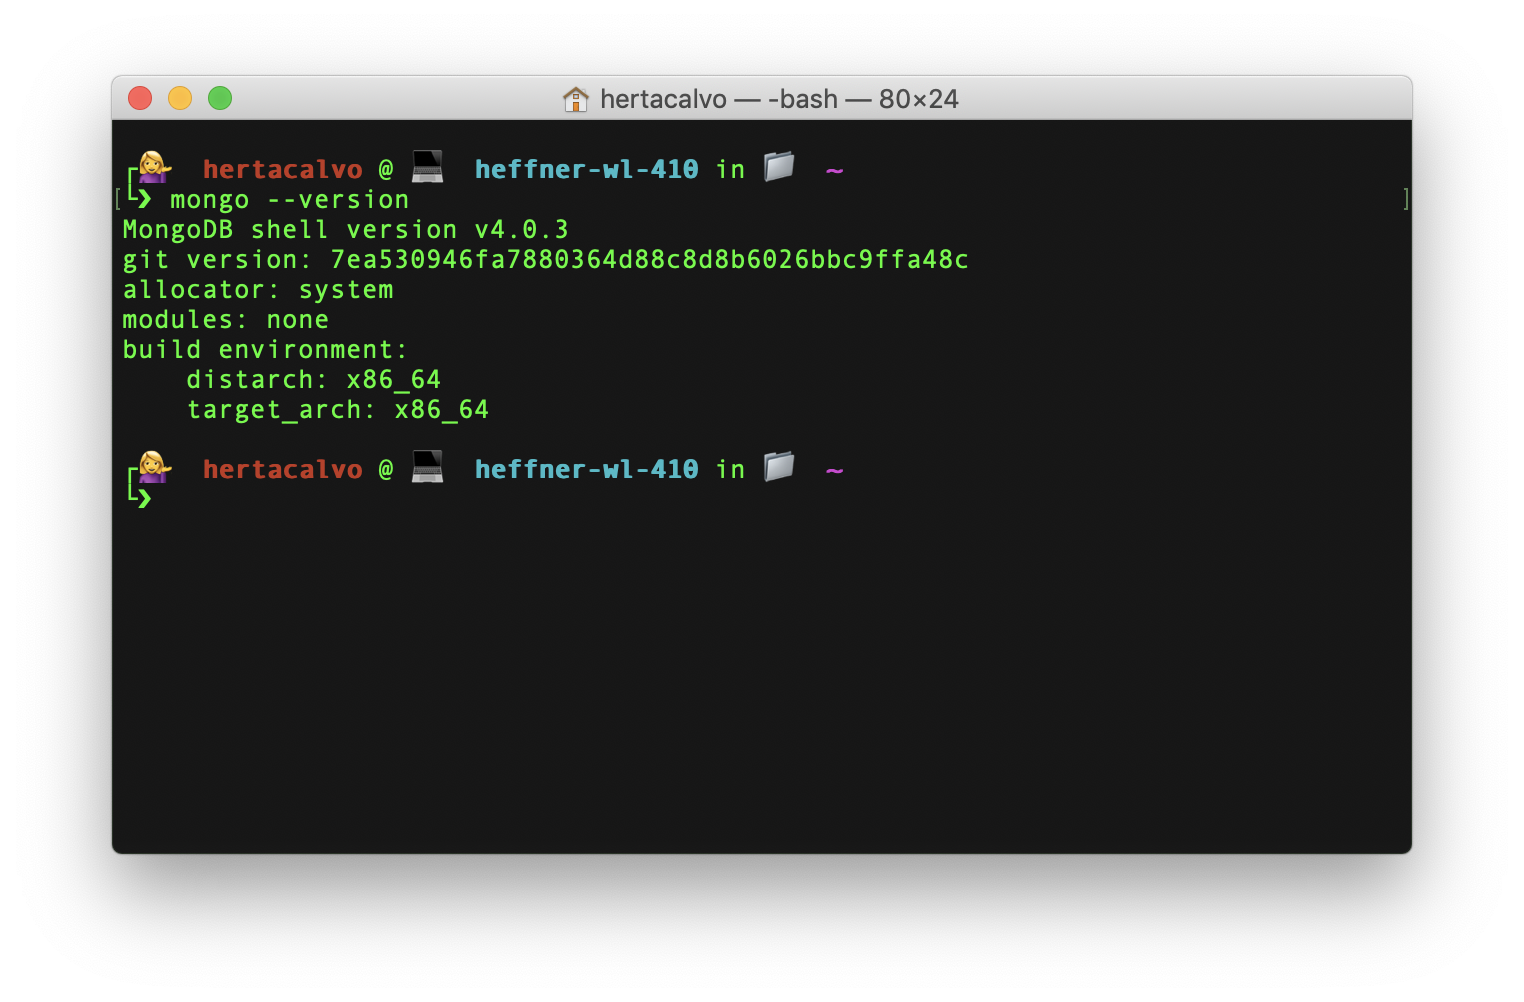 hertacalvo — -bash — 80×24
hertacalvo @ heffner-wl-410 in ~
❯ mongo --version
MongoDB shell version v4.0.3
git version: 7ea530946fa7880364d88c8d8b6026bbc9ffa48c
allocator: system
modules: none
build environment:
    distarch: x86_64
    target_arch: x86_64
hertacalvo @ heffner-wl-410 in ~
❯